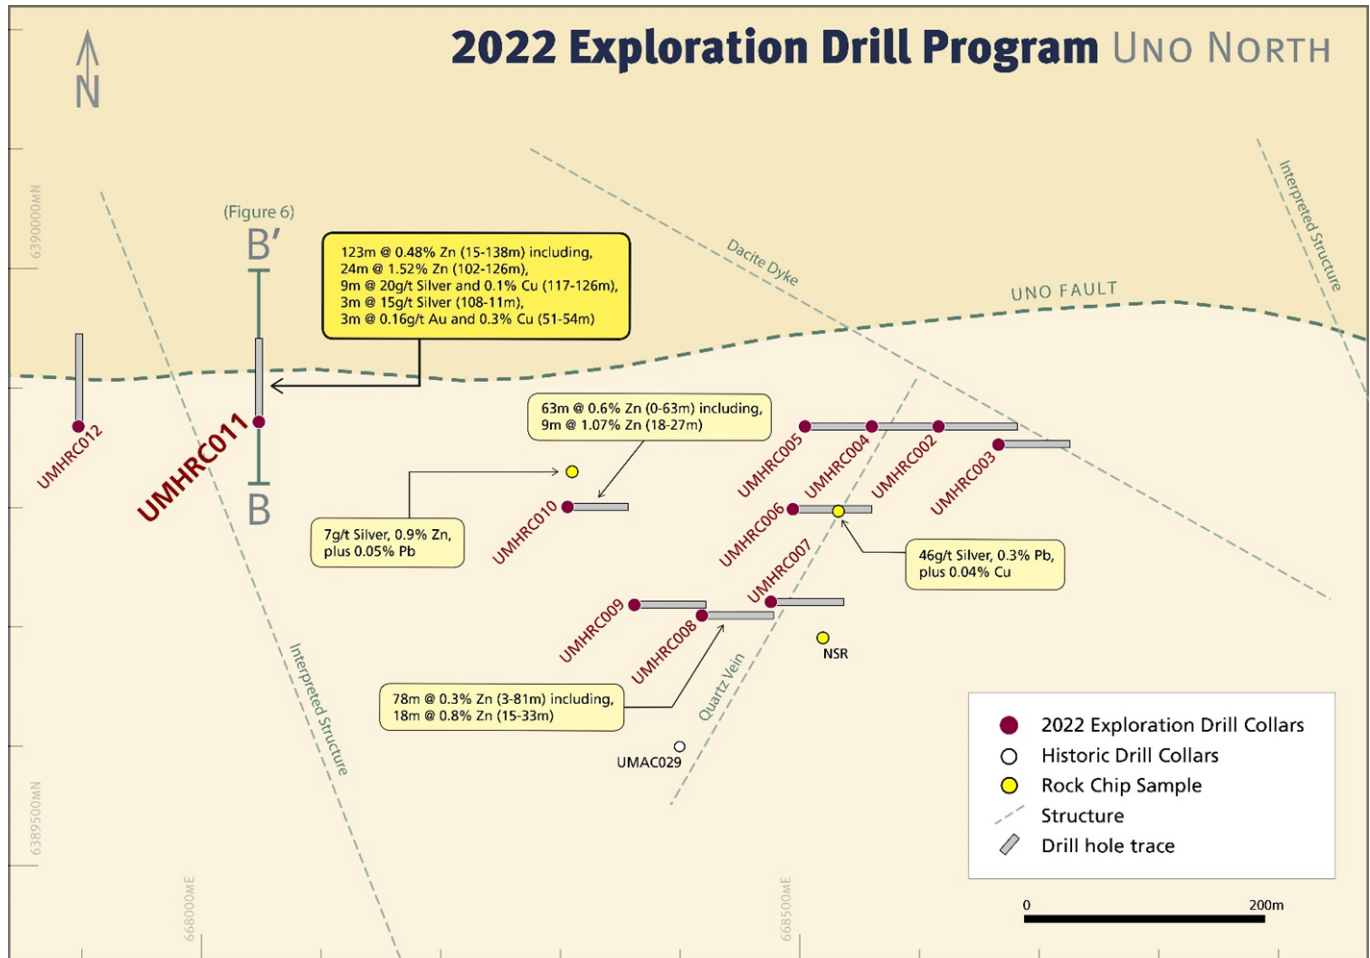 2022 Exploration Drill Program Uno North
N
6390000mN
(Figure 6)
B'
123m @ 0.48% Zn (15-138m) including,
24m @ 1.52% Zn (102-126m),
9m @ 20g/t Silver and 0.1% Cu (117-126m),
3m @ 15g/t Silver (108-11m),
3m @ 0.16g/t Au and 0.3% Cu (51-54m)
Dacite Dyke
Interpreted Structure
UNO FAULT
UMHRC012
UMHRC011
B
63m @ 0.6% Zn (0-63m) including,
9m @ 1.07% Zn (18-27m)
7g/t Silver, 0.9% Zn,
plus 0.05% Pb
UMHRC010
UMHRC005
UMHRC004
UMHRC002
UMHRC003
UMHRC006
46g/t Silver, 0.3% Pb,
plus 0.04% Cu
UMHRC007
UMHRC009
UMHRC008
NSR
Interpreted Structure
78m @ 0.3% Zn (3-81m) including,
18m @ 0.8% Zn (15-33m)
Quartz Vein
UMAC029
6389500mN
668000mE
668500mE
2022 Exploration Drill Collars
Historic Drill Collars
Rock Chip Sample
Structure
Drill hole trace
0 200m